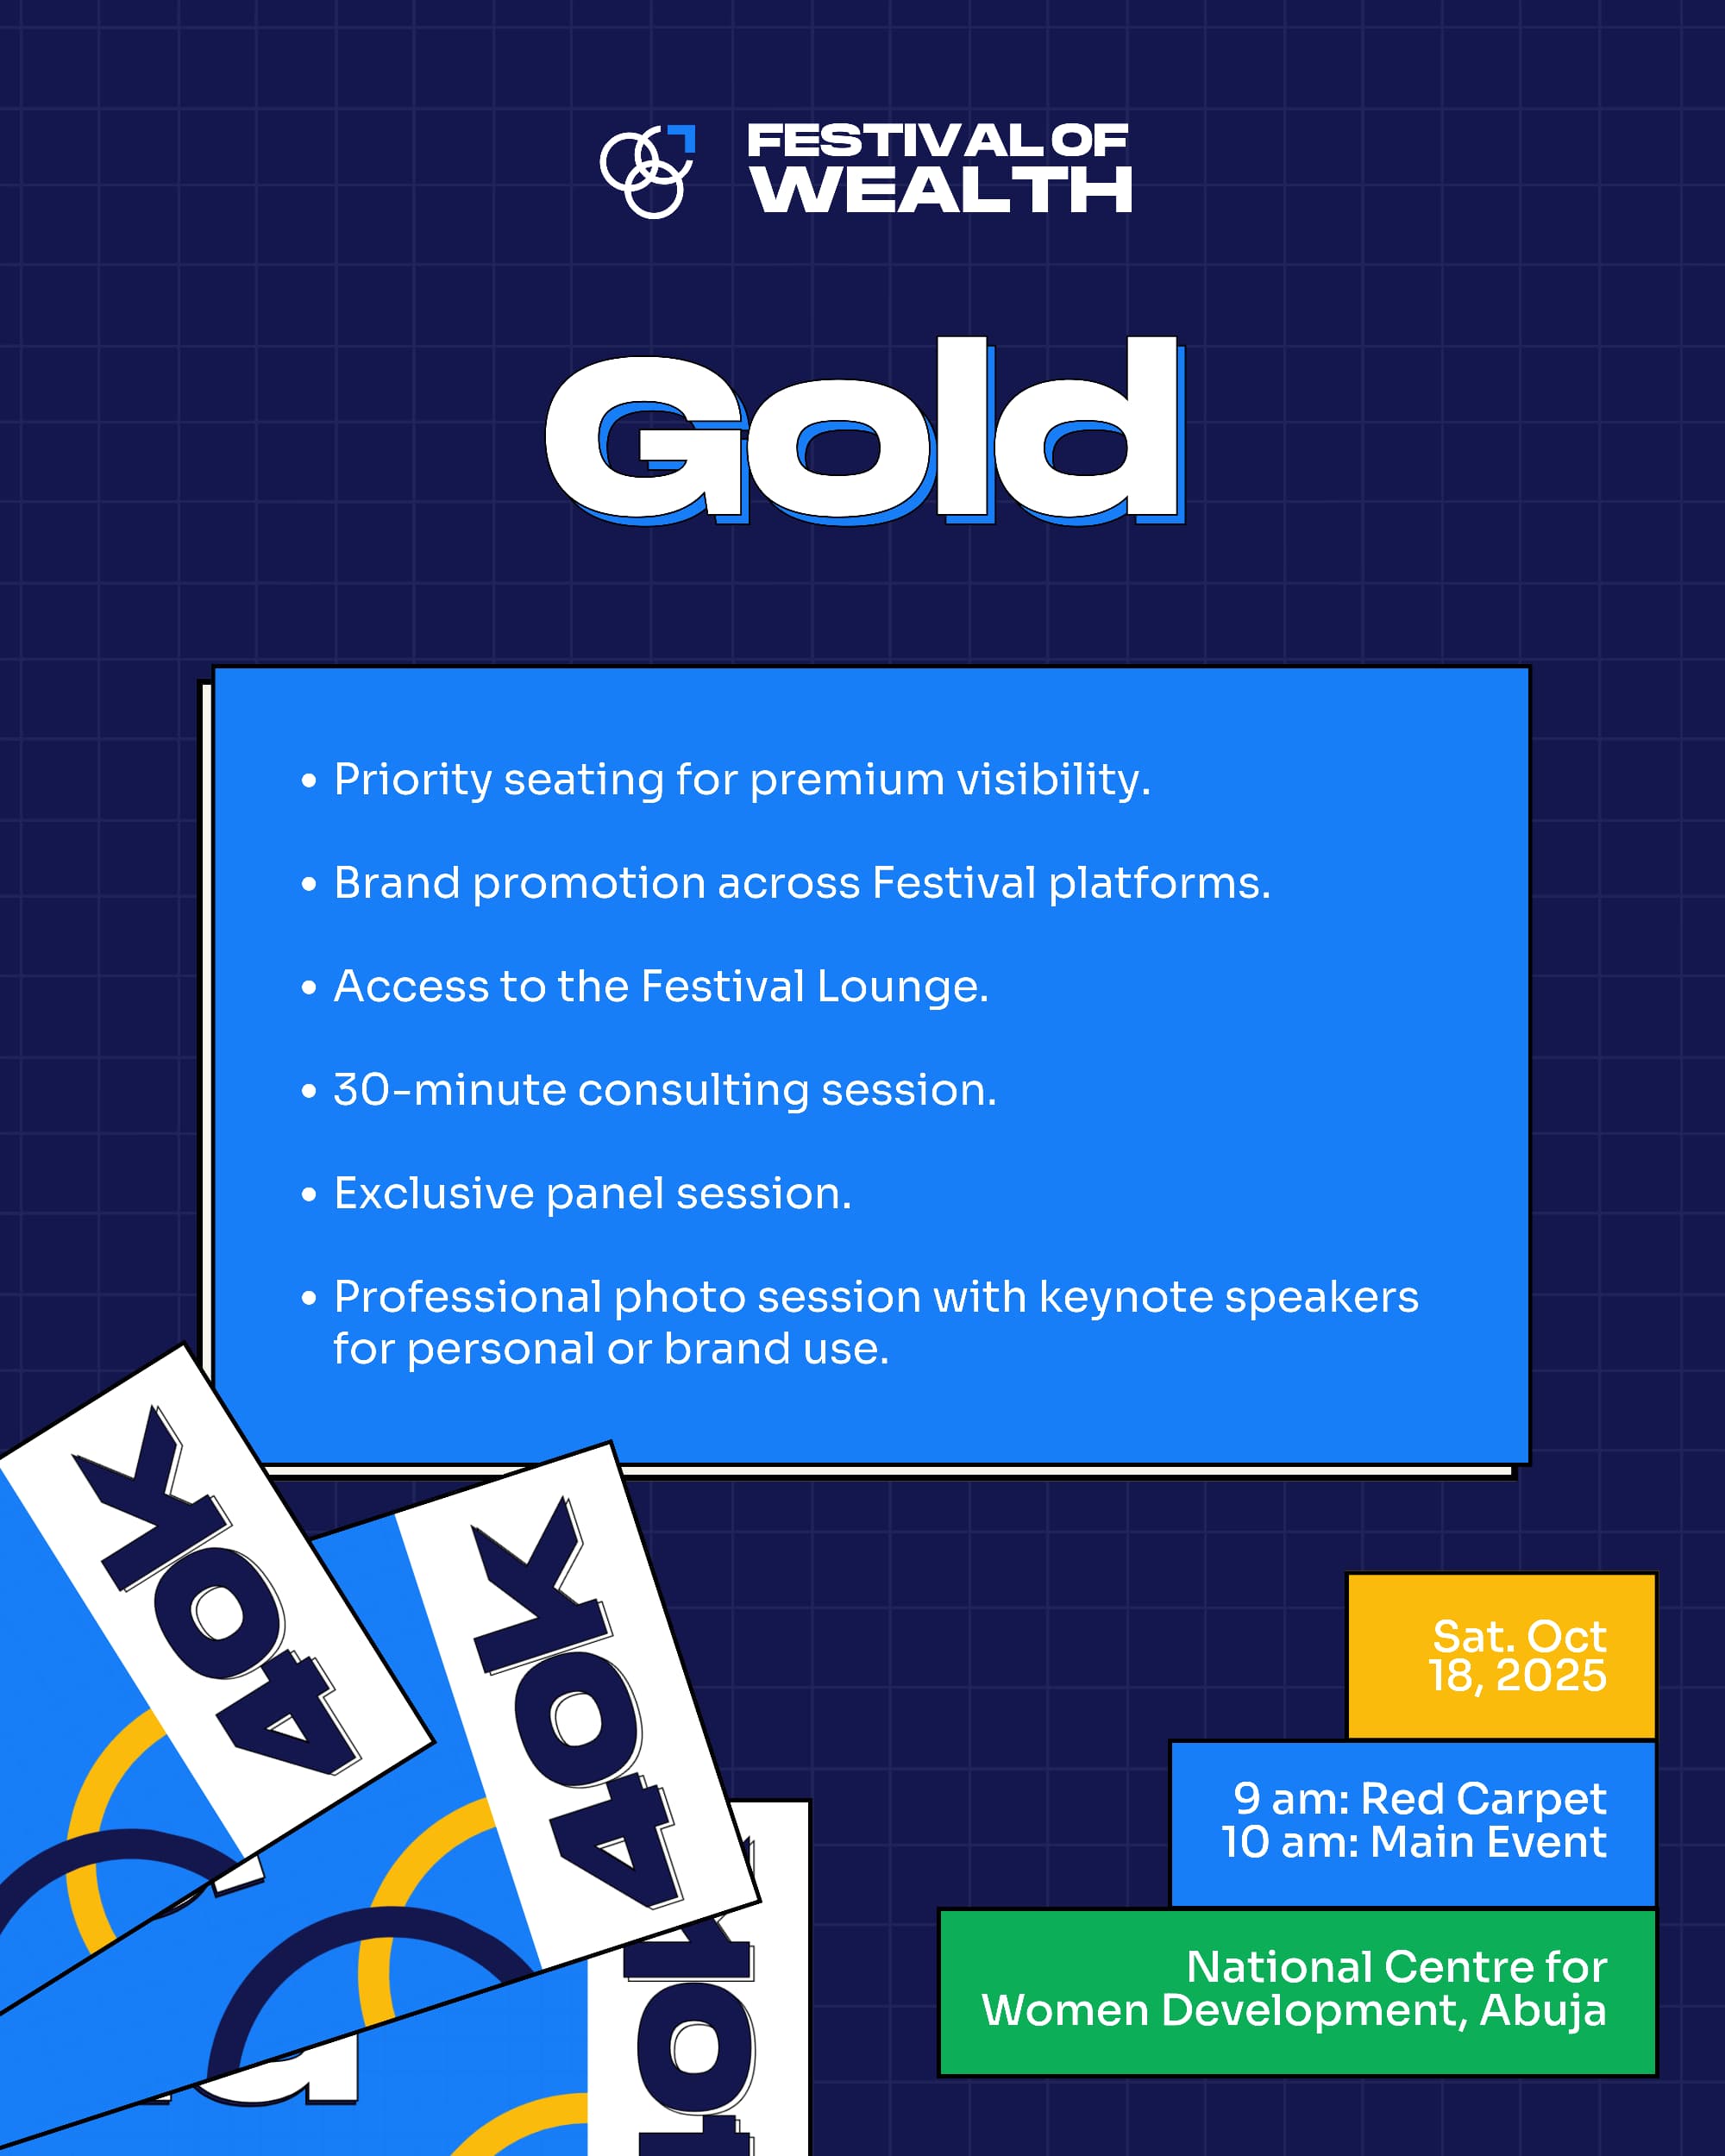 FESTIVAL OF
WEALTH
Gold
• Priority seating for premium visibility.
• Brand promotion across Festival platforms.
• Access to the Festival Lounge.
• 30-minute consulting session.
• Exclusive panel session.
• Professional photo session with keynote speakers
for personal or brand use.
40k
40k
40k
Sat. Oct
18, 2025
9 am: Red Carpet
10 am: Main Event
National Centre for
Women Development, Abuja